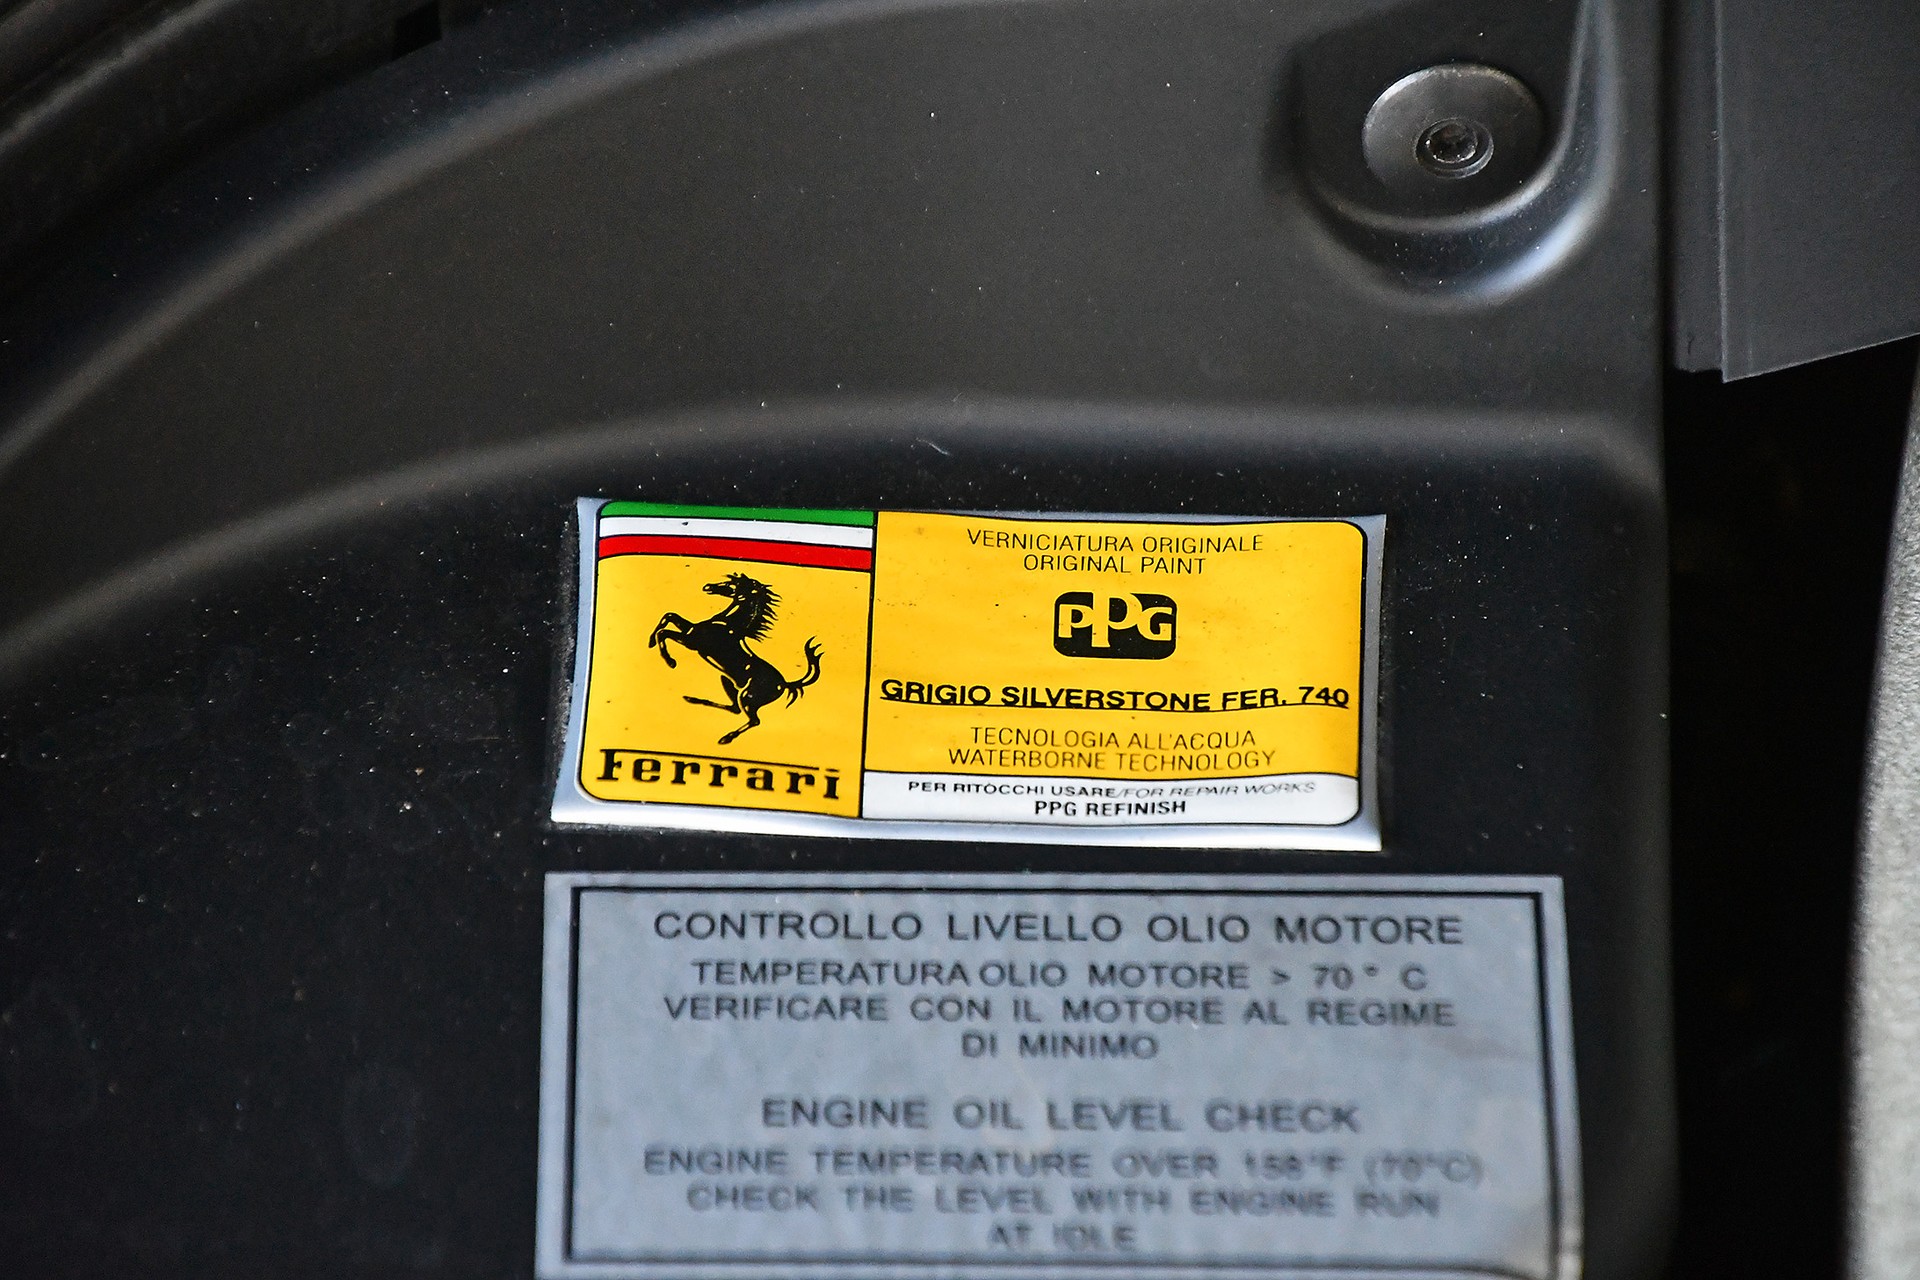 Ferrari
VERNICIATURA ORIGINALE
ORIGINAL PAINT
PPG
GRIGIO SILVERSTONE FER. 740
TECNOLOGIA ALL'ACQUA
WATERBORNE TECHNOLOGY
PER RITOCCHI USARE/FOR REPAIR WORKS
PPG REFINISH
CONTROLLO LIVELLO OLIO MOTORE
TEMPERATURA OLIO MOTORE > 70° C
VERIFICARE CON IL MOTORE AL REGIME
DI MINIMO
ENGINE OIL LEVEL CHECK
ENGINE TEMPERATURE OVER 158°F (70°C)
CHECK THE LEVEL WITH ENGINE RUN
AT IDLE